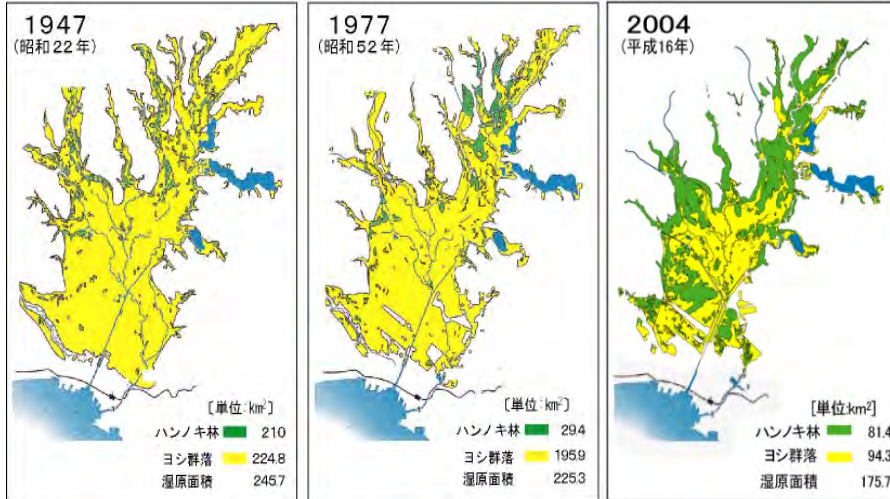 1947
(昭和22年)
[単位:km²]
ハンノキ林 210
ヨシ群落 224.8
湿原面積 245.7
1977
(昭和52年)
[単位:km²]
ハンノキ林 29.4
ヨシ群落 195.9
湿原面積 225.3
2004
(平成16年)
[単位:km²]
ハンノキ林 81.4
ヨシ群落 94.3
湿原面積 175.7